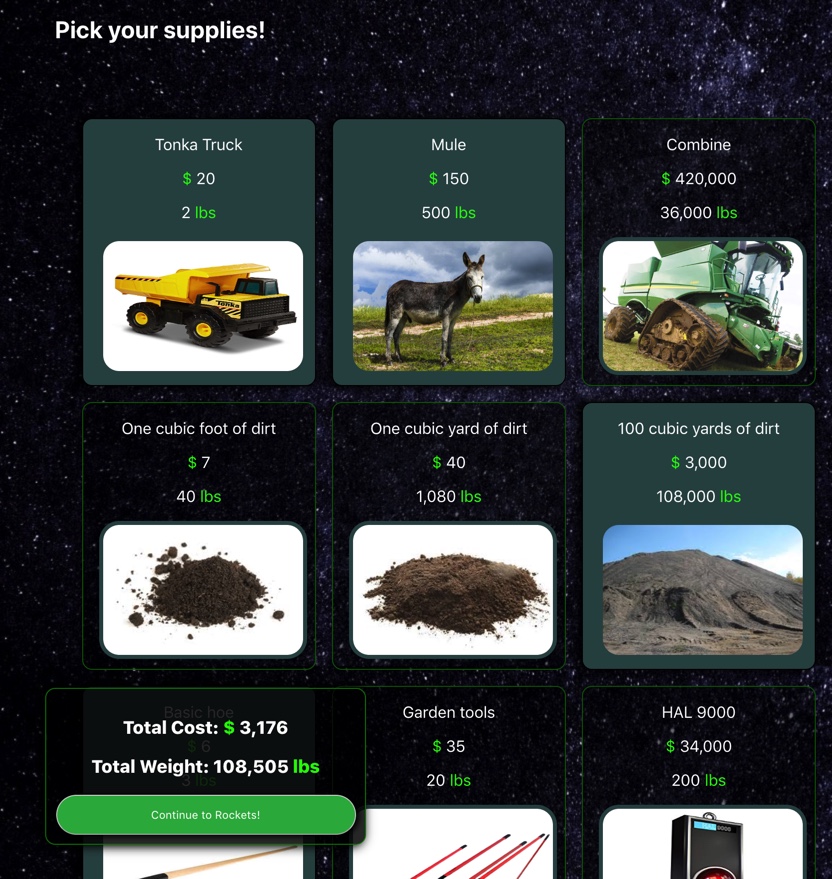 Pick your supplies!
Tonka Truck
$ 20
2 lbs
Tonka
Mule
$ 150
500 lbs
Combine
$ 420,000
36,000 lbs
One cubic foot of dirt
$ 7
40 lbs
One cubic yard of dirt
$ 40
1,080 lbs
100 cubic yards of dirt
$ 3,000
108,000 lbs
Basic hoe
$ 6
3 lbs
Total Cost: $ 3,176
Total Weight: 108,505 lbs
Continue to Rockets!
Garden tools
$ 35
20 lbs
HAL 9000
$ 34,000
200 lbs
HAL 9000